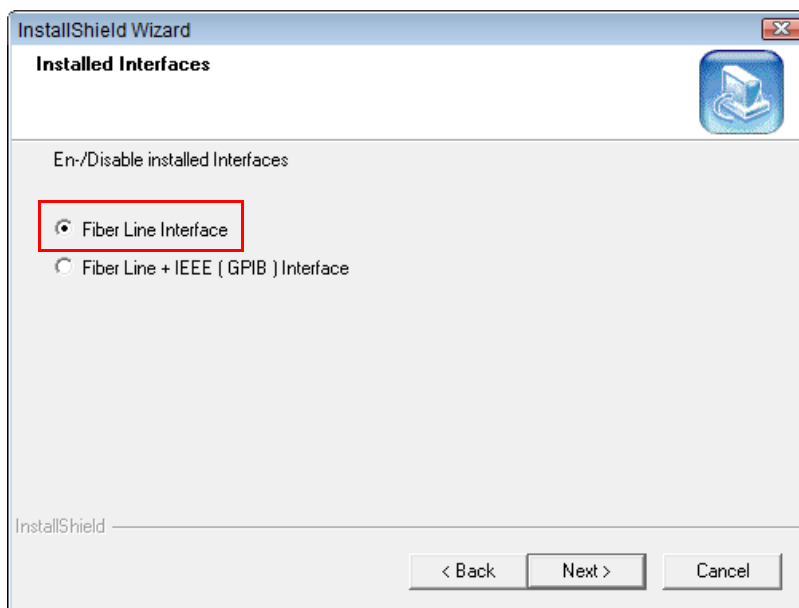 InstallShield Wizard
Installed Interfaces
En-/Disable installed Interfaces
Fiber Line Interface
Fiber Line + IEEE ( GPIB ) Interface
InstallShield
< Back
Next >
Cancel